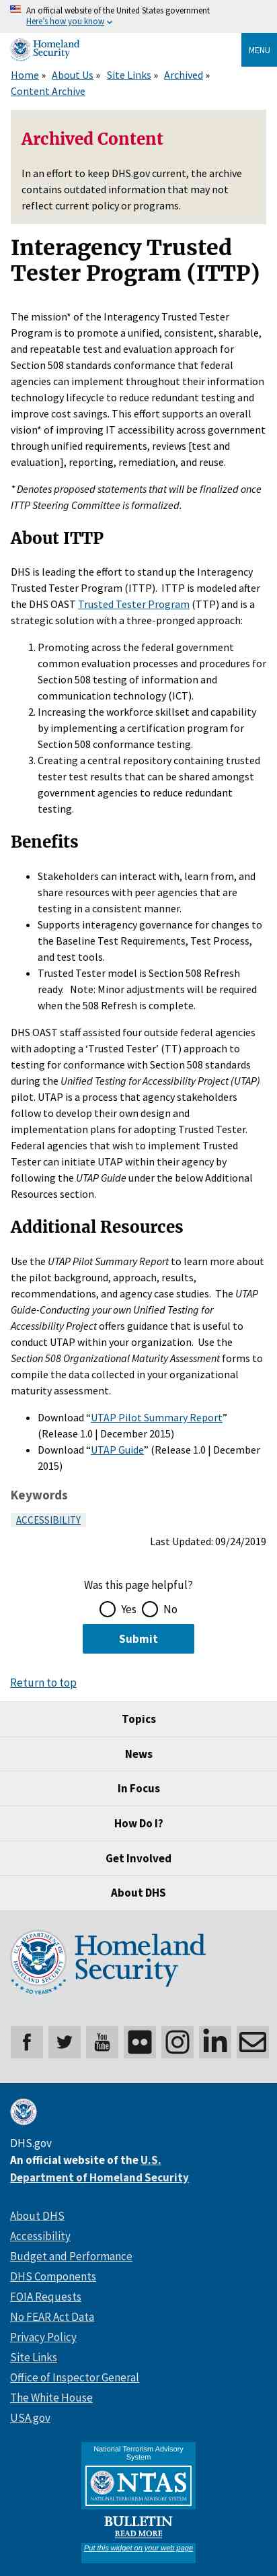 An official website of the United States government
Here's how you know
Homeland
Security
MENU
Home » About Us » Site Links » Archived »
Content Archive
Archived Content
In an effort to keep DHS.gov current, the archive
contains outdated information that may not
reflect current policy or programs.
Interagency Trusted
Tester Program (ITTP)
The mission* of the Interagency Trusted Tester
Program is to promote a unified, consistent, sharable,
and repeatable test and evaluation approach for
Section 508 standards conformance that federal
agencies can implement throughout their information
technology lifecycle to reduce redundant testing and
improve cost savings. This effort supports an overall
vision* of improving IT accessibility across government
through unified requirements, reviews [test and
evaluation], reporting, remediation, and reuse.
* Denotes proposed statements that will be finalized once
ITTP Steering Committee is formalized.
About ITTP
DHS is leading the effort to stand up the Interagency
Trusted Tester Program (ITTP). ITTP is modeled after
the DHS OAST Trusted Tester Program (TTP) and is a
strategic solution with a three-pronged approach:
1. Promoting across the federal government
common evaluation processes and procedures for
Section 508 testing of information and
communication technology (ICT).
2. Increasing the workforce skillset and capability
by implementing a certification program for
Section 508 conformance testing.
3. Creating a central repository containing trusted
tester test results that can be shared amongst
government agencies to reduce redundant
testing.
Benefits
• Stakeholders can interact with, learn from, and
share resources with peer agencies that are
testing in a consistent manner.
• Supports interagency governance for changes to
the Baseline Test Requirements, Test Process,
and test tools.
• Trusted Tester model is Section 508 Refresh
ready. Note: Minor adjustments will be required
when the 508 Refresh is complete.
DHS OAST staff assisted four outside federal agencies
with adopting a ‘Trusted Tester’ (TT) approach to
testing for conformance with Section 508 standards
during the Unified Testing for Accessibility Project (UTAP)
pilot. UTAP is a process that agency stakeholders
follow to develop their own design and
implementation plans for adopting Trusted Tester.
Federal agencies that wish to implement Trusted
Tester can initiate UTAP within their agency by
following the UTAP Guide under the below Additional
Resources section.
Additional Resources
Use the UTAP Pilot Summary Report to learn more about
the pilot background, approach, results,
recommendations, and agency case studies. The UTAP
Guide-Conducting your own Unified Testing for
Accessibility Project offers guidance that is useful to
conduct UTAP within your organization. Use the
Section 508 Organizational Maturity Assessment forms to
compile the data collected in your organizational
maturity assessment.
• Download “UTAP Pilot Summary Report”
(Release 1.0 | December 2015)
• Download “UTAP Guide” (Release 1.0 | December
2015)
Keywords
ACCESSIBILITY
Last Updated: 09/24/2019
Was this page helpful?
Yes No
Submit
Return to top
Topics
News
In Focus
How Do I?
Get Involved
About DHS
Homeland
Security
20 YEARS
You
Tube
DHS.gov
An official website of the U.S.
Department of Homeland Security
About DHS
Accessibility
Budget and Performance
DHS Components
FOIA Requests
No FEAR Act Data
Privacy Policy
Site Links
Office of Inspector General
The White House
USA.gov
National Terrorism Advisory
System
NTAS
NATIONAL TERRORISM ADVISORY SYSTEM
BULLETIN
READ MORE
Put this widget on your web page